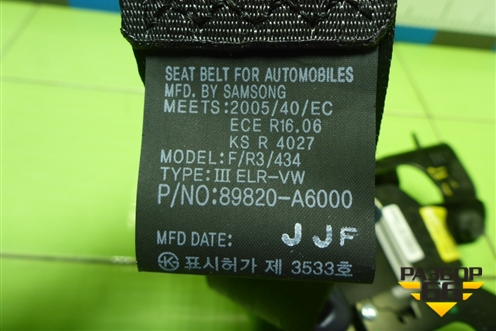 SEAT BELT FOR AUTOMOBILES
MFD. BY SAMSONG
MEETS:2005/40/EC
ECE R16.06
KS R 4027
MODEL:F/R3/434
TYPE:III ELR-VW
P/NO:89820-A6000
MFD DATE: JJF
표시허가 제 3533호
РАЗБОР
68